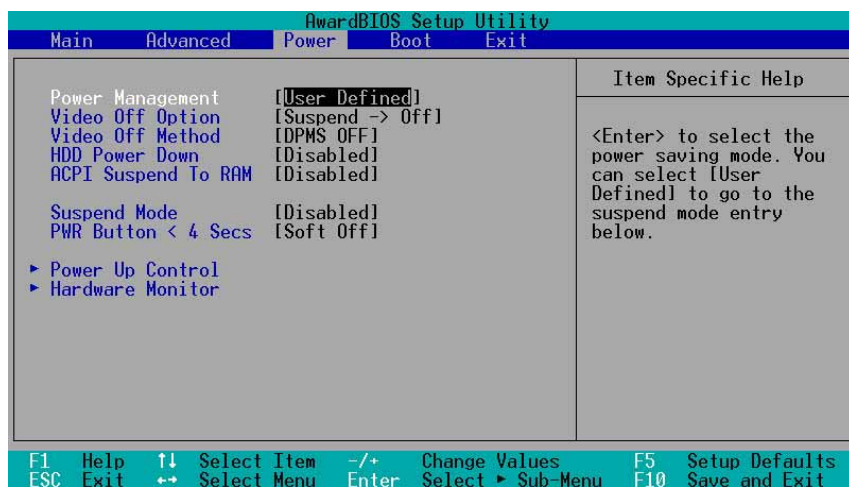 AwardBIOS Setup Utility
Main Advanced Power Boot Exit
Power Management [User Defined]
Video Off Option [Suspend -> Off]
Video Off Method [DPMS OFF]
HDD Power Down [Disabled]
ACPI Suspend To RAM [Disabled]
Suspend Mode [Disabled]
PWR Button < 4 Secs [Soft Off]
► Power Up Control
► Hardware Monitor
Item Specific Help
<Enter> to select the
power saving mode. You
can select [User
Defined] to go to the
suspend mode entry
below.
F1 Help ↑↓ Select Item -/+ Change Values F5 Setup Defaults
ESC Exit ←→ Select Menu Enter Select ► Sub-Menu F10 Save and Exit